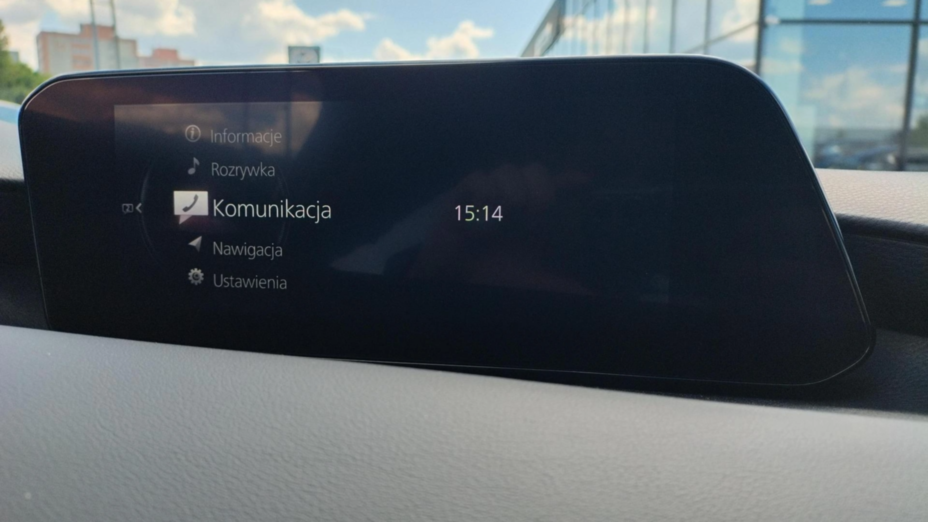 Informacje
Rozrywka
Komunikacja
15:14
Nawigacja
Ustawienia